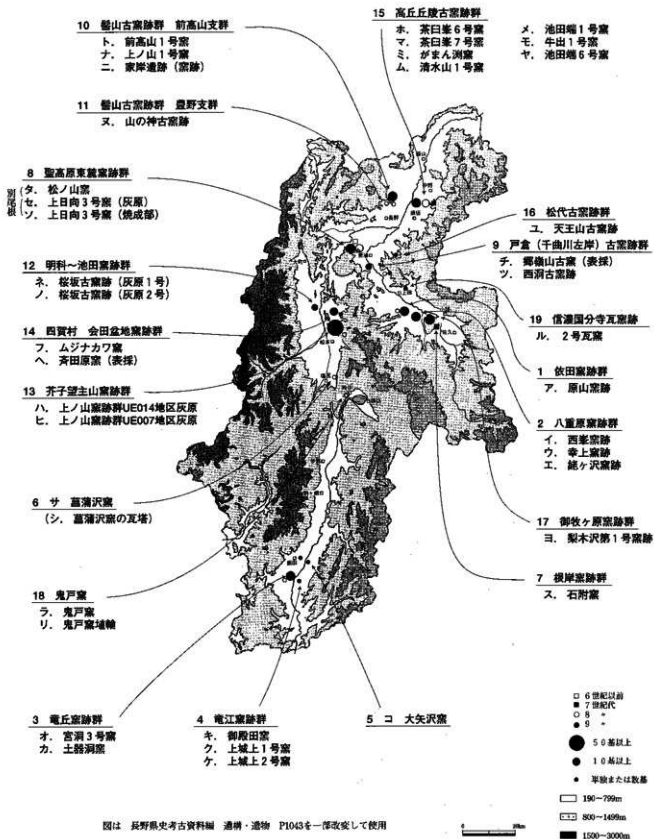 10 髻山古窯跡群 前高山支群
ト. 前高山1号窯
ナ. 上ノ山1号窯
ニ. 家岸遺跡(窯跡)
15 高丘丘陵古窯跡群
ホ. 茶臼峯6号窯
マ. 茶臼峯7号窯
ミ. がまん渕窯
ム. 清水山1号窯
メ. 池田端1号窯
モ. 牛出1号窯
ヤ. 池田端6号窯
11 髻山古窯跡群 豊野支群
ヌ. 山の神古窯跡
8 聖高原東麓窯跡群
別尾根
タ. 松ノ山窯
セ. 上日向3号窯(灰原)
ソ. 上日向3号窯(焼成部)
16 松代古窯跡群
ユ. 天王山古窯跡
9 戸倉(千曲川左岸)古窯跡群
チ. 郷嶺山古窯(表採)
ツ. 西洞古窯跡
12 明科～池田窯跡群
ネ. 桜坂古窯跡(灰原1号)
ノ. 桜坂古窯跡(灰原2号)
19 信濃国分寺瓦窯跡
ル. 2号瓦窯
14 四賀村 会田盆地窯跡群
フ. ムジナカワ窯
ヘ. 斉田原窯(表採)
1 依田窯跡群
ア. 原山窯跡
13 芥子望主山窯跡群
ハ. 上ノ山窯跡群UE014地区灰原
ヒ. 上ノ山窯跡群UE007地区灰原
2 八重原窯跡群
イ. 西峯窯跡
ウ. 幸上窯跡
エ. 姥ヶ沢窯跡
6 サ 菖蒲沢窯
(シ. 菖蒲沢窯の瓦塔)
17 御牧ヶ原窯跡群
ヨ. 梨木沢第1号窯跡
7 根岸窯跡群
ス. 石附窯
18 鬼戸窯
ラ. 鬼戸窯
リ. 鬼戸窯埴輪
3 竜丘窯跡群
オ. 宮洞3号窯
カ. 土器洞窯
4 竜江窯跡群
キ. 御殿田窯
ク. 上城上1号窯
ケ. 上城上2号窯
5 コ 大矢沢窯
6世紀以前
7世紀代
8 〃
9 〃
50基以上
10基以上
単独または数基
190～799m
800～1499m
1500～3000m
図は 長野県史考古資料編 遺構・遺物 P1043を一部改変して使用